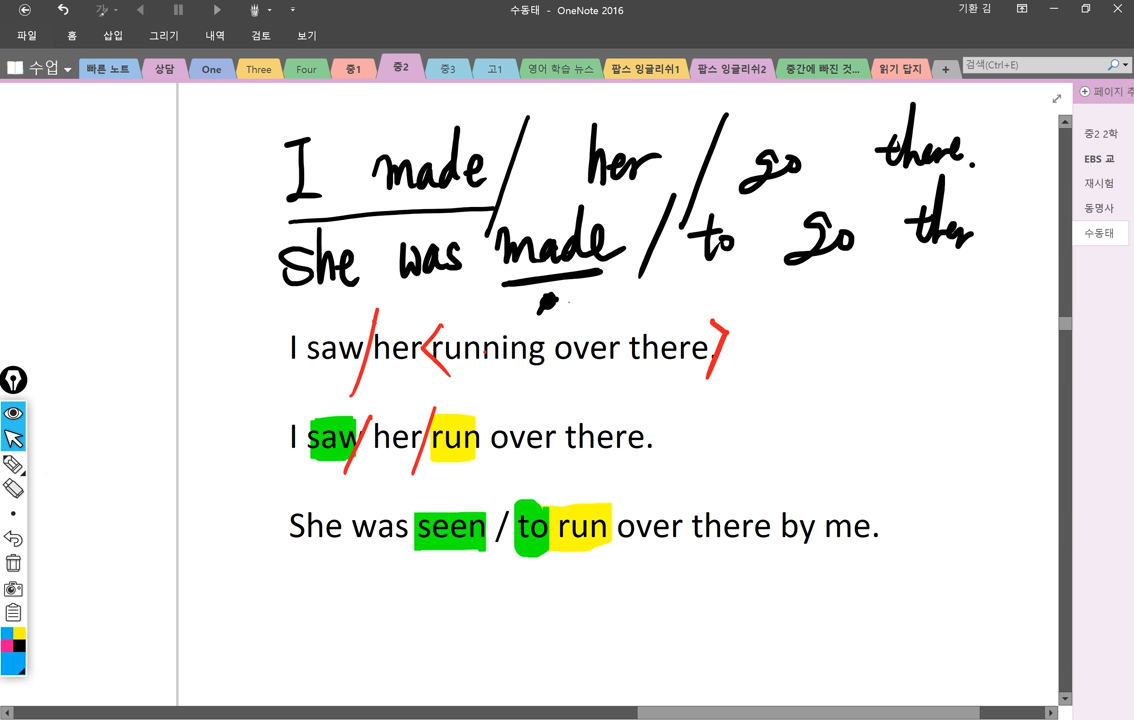 수동태 - OneNote 2016
기환 김
파일 홈 삽입 그리기 내역 검토 보기
수업 빠른 노트 상담 One Three Four 중1 중2 중3 고1 영어 학습 뉴스 팝스 잉글리쉬1 팝스 잉글리쉬2 중간에 빠진 것... 읽기 답지 + 검색(Ctrl+E)
페이지 추
중2 2학
EBS 교
재시험
동명사
수동태
I made / her / go there.
She was made / to go ther
I saw her running over there.
I saw her run over there.
She was seen / to run over there by me.